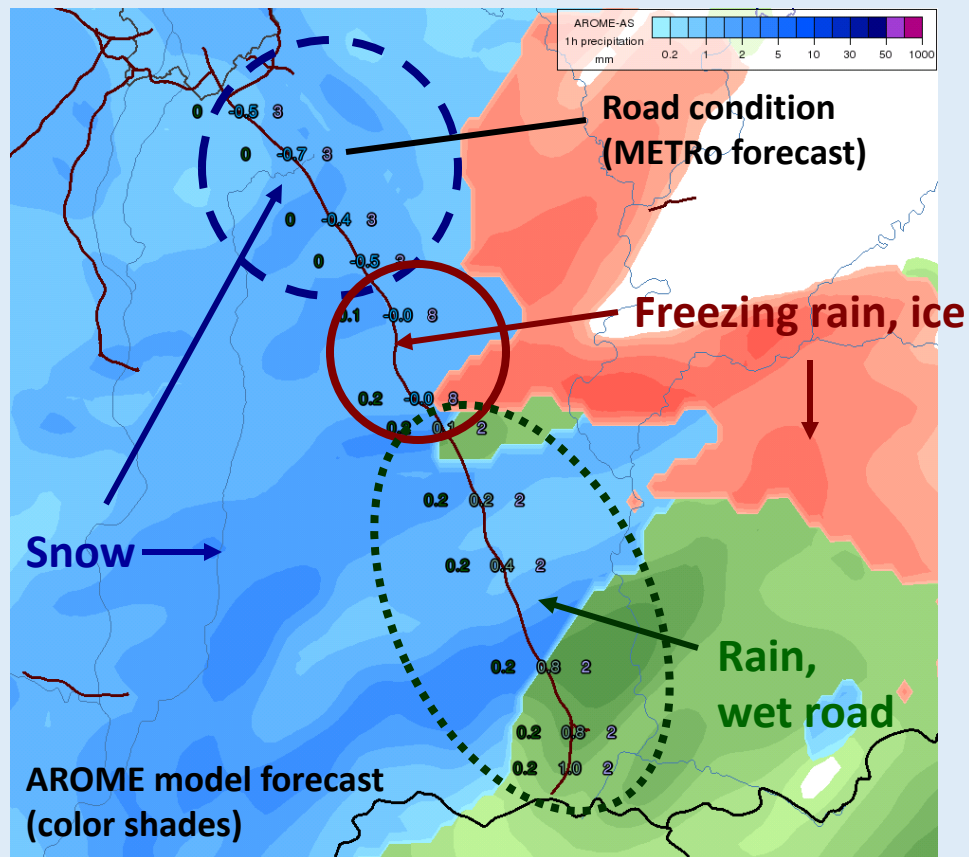 AROME-AS
1h precipitation
mm
0.2 1 2 5 10 30 50 1000
0 -0.5 3
Road condition
(METRo forecast)
0 -0.7 3
0 -0.4 3
0 -0.5 3
0.1 -0.0 8
Freezing rain, ice
0.2 -0.0 8
0.2 0.1 2
0.2 0.2 2
Snow
0.2 0.4 2
0.2 0.8 2
Rain,
wet road
0.2 0.8 2
0.2 1.0 2
AROME model forecast
(color shades)